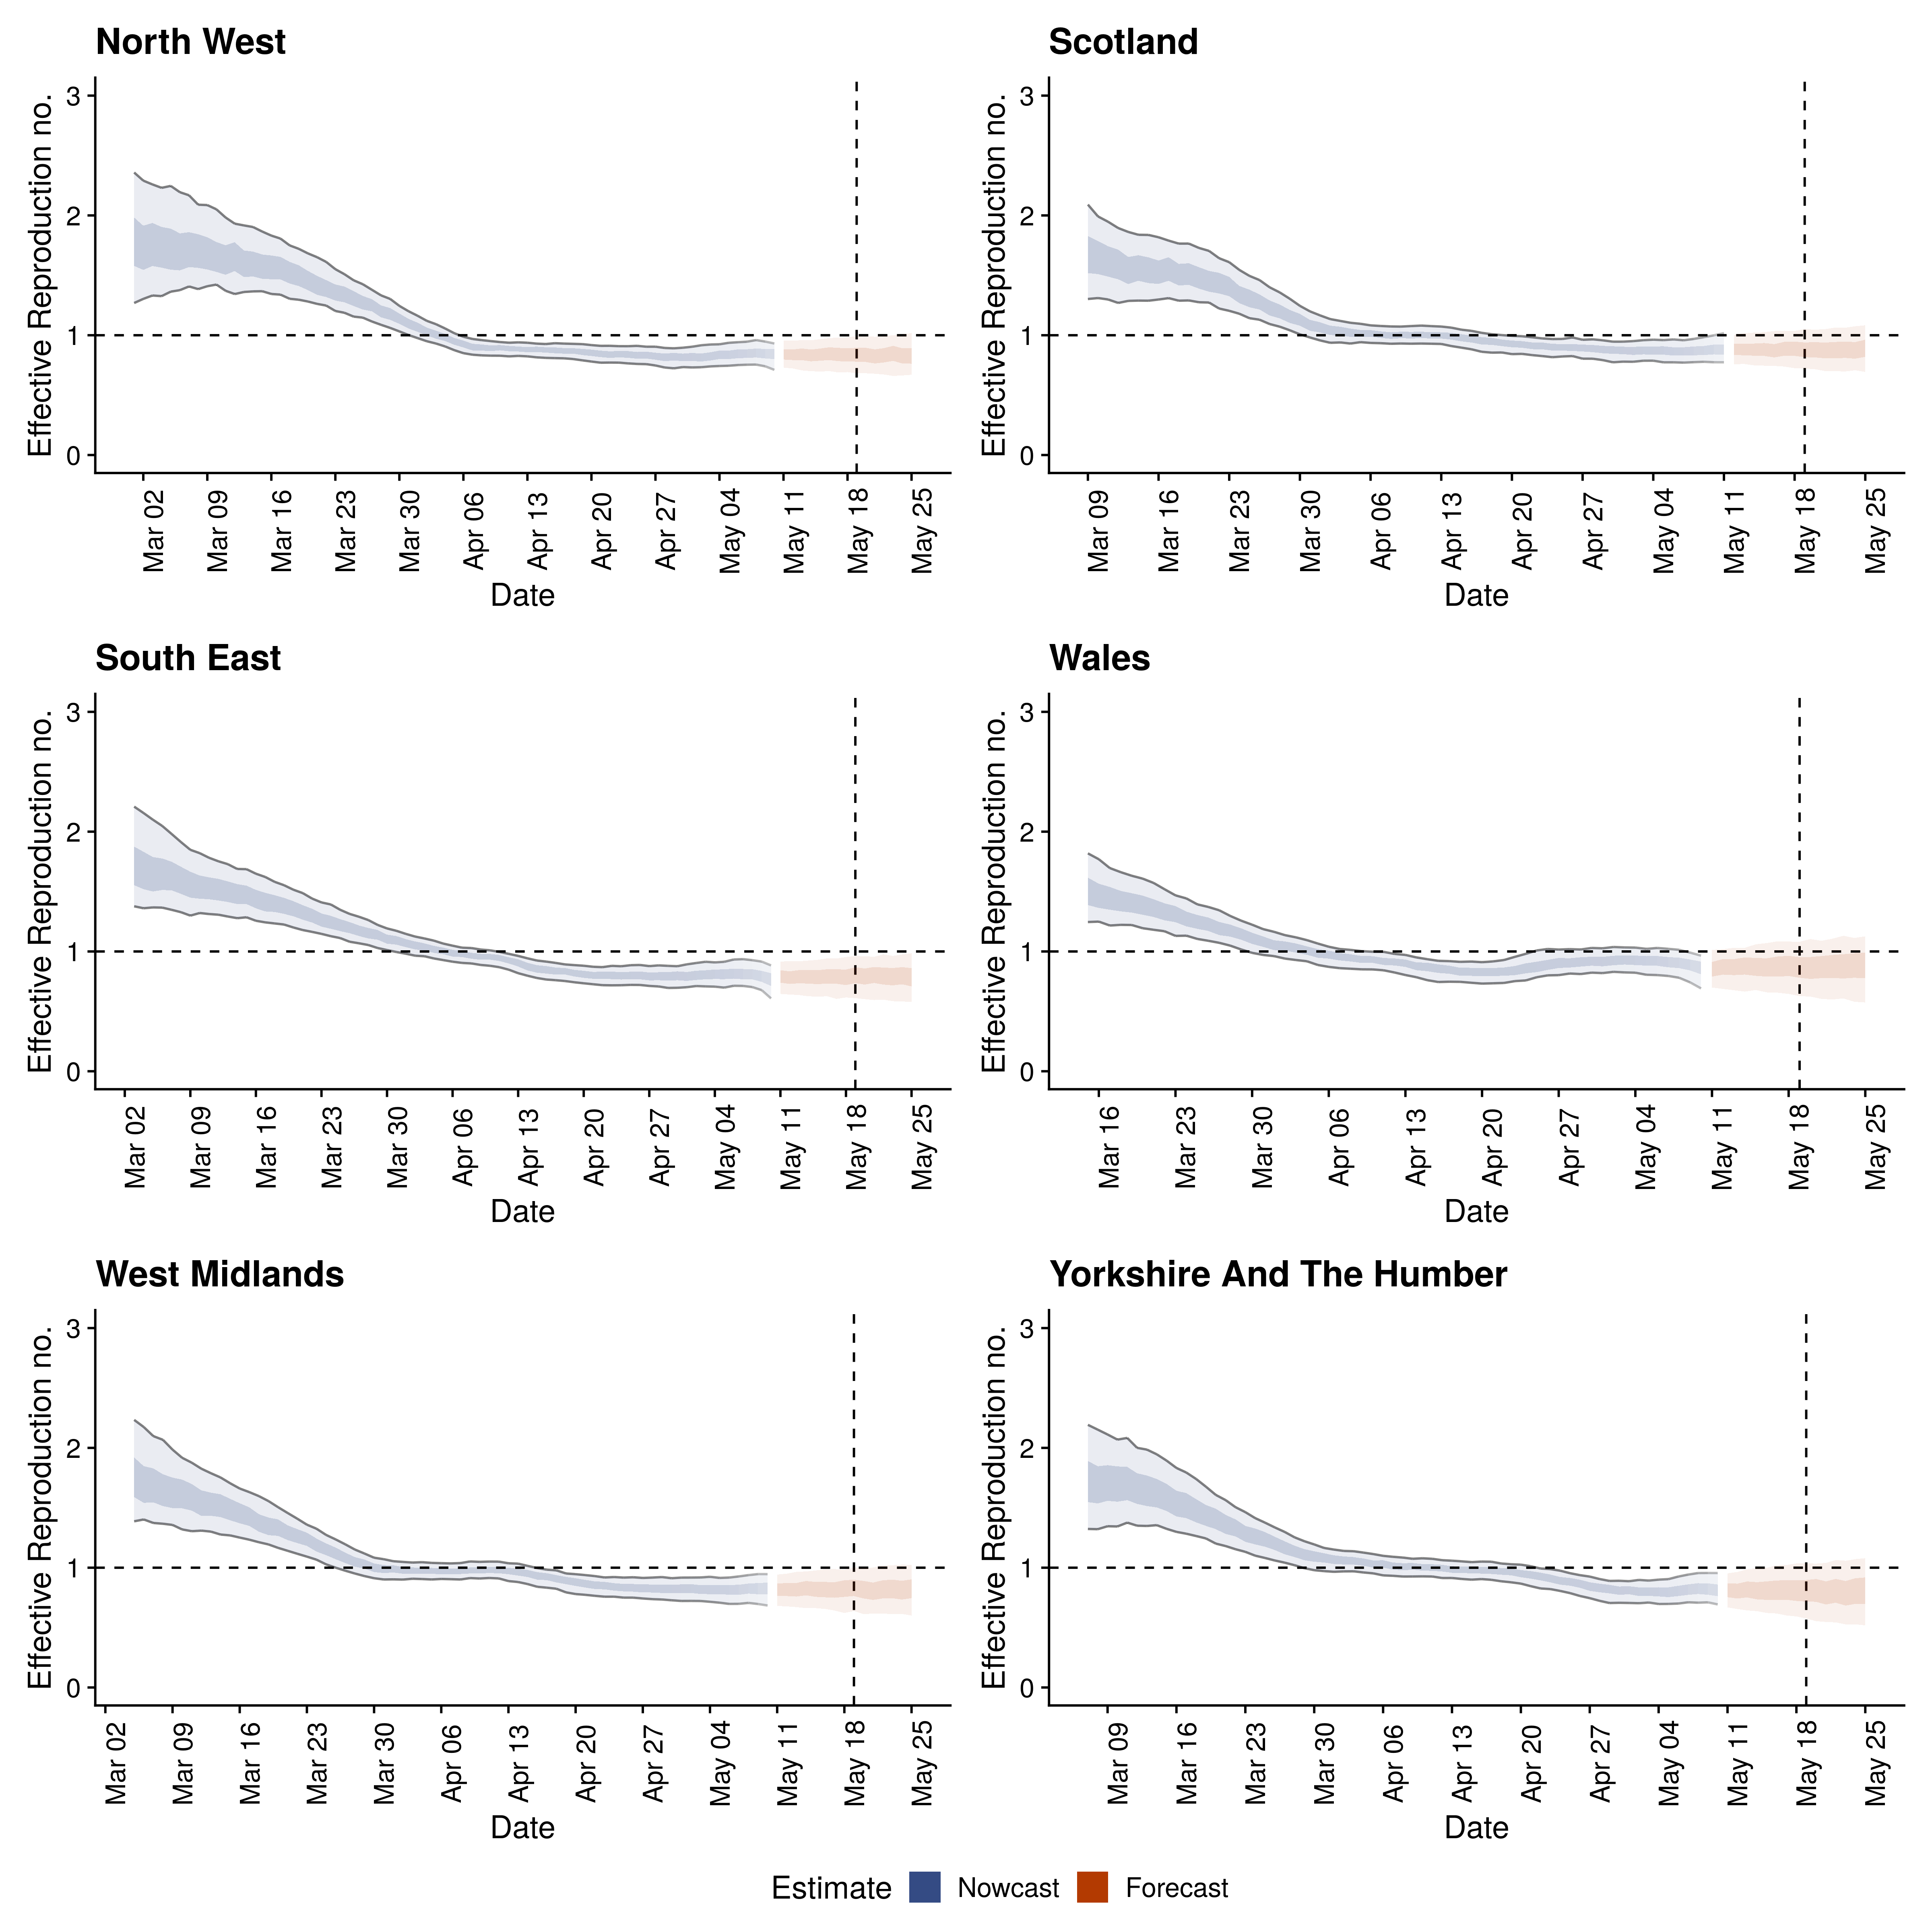 North West
Effective Reproduction no.
3
2
1
0
Mar 02
Mar 09
Mar 16
Mar 23
Mar 30
Apr 06
Apr 13
Apr 20
Apr 27
May 04
May 11
May 18
May 25
Date
Scotland
Effective Reproduction no.
3
2
1
0
Mar 09
Mar 16
Mar 23
Mar 30
Apr 06
Apr 13
Apr 20
Apr 27
May 04
May 11
May 18
May 25
Date
South East
Effective Reproduction no.
3
2
1
0
Mar 02
Mar 09
Mar 16
Mar 23
Mar 30
Apr 06
Apr 13
Apr 20
Apr 27
May 04
May 11
May 18
May 25
Date
Wales
Effective Reproduction no.
3
2
1
0
Mar 16
Mar 23
Mar 30
Apr 06
Apr 13
Apr 20
Apr 27
May 04
May 11
May 18
May 25
Date
West Midlands
Effective Reproduction no.
3
2
1
0
Mar 02
Mar 09
Mar 16
Mar 23
Mar 30
Apr 06
Apr 13
Apr 20
Apr 27
May 04
May 11
May 18
May 25
Date
Yorkshire And The Humber
Effective Reproduction no.
3
2
1
0
Mar 09
Mar 16
Mar 23
Mar 30
Apr 06
Apr 13
Apr 20
Apr 27
May 04
May 11
May 18
May 25
Date
Estimate Nowcast Forecast